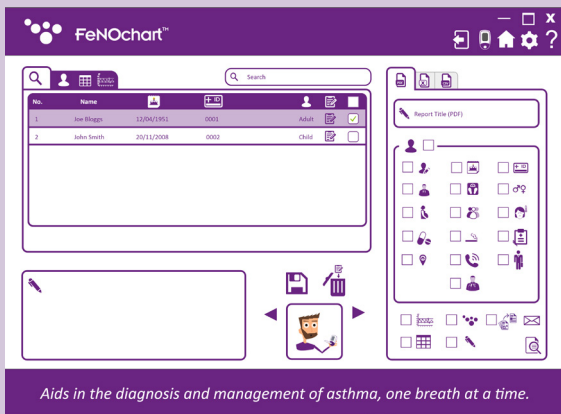 FeNOchart™
Search
No. Name + ID
1 Joe Bloggs 12/04/1951 0001 Adult
2 John Smith 20/11/2008 0002 Child
Report Title (PDF)
Aids in the diagnosis and management of asthma, one breath at a time.